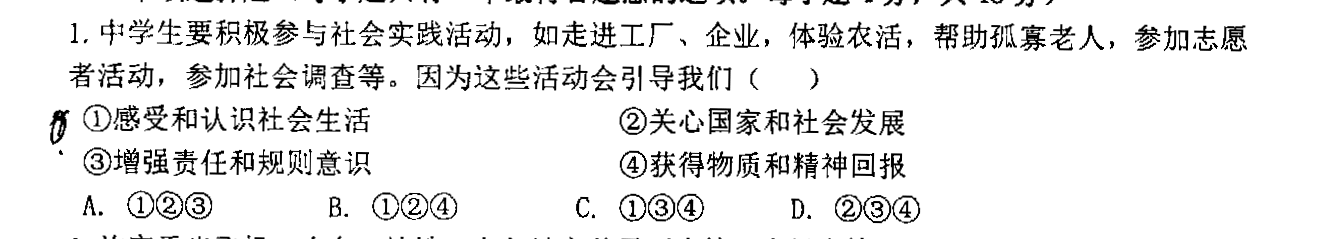 1. 中学生要积极参与社会实践活动，如走进工厂、企业，体验农活，帮助孤寡老人，参加志愿
者活动，参加社会调查等。因为这些活动会引导我们（　　）
①感受和认识社会生活　②关心国家和社会发展
③增强责任和规则意识　④获得物质和精神回报
A. ①②③　B. ①②④　C. ①③④　D. ②③④